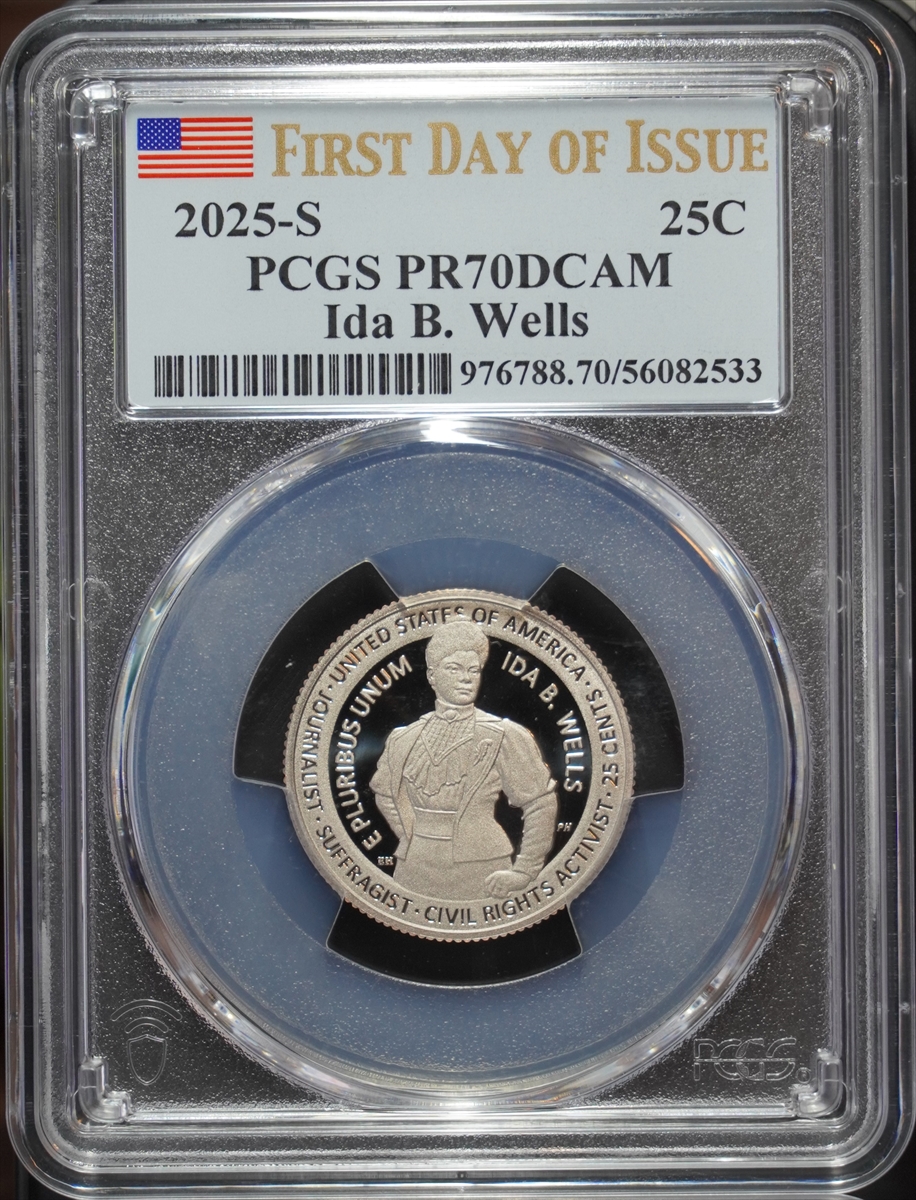 FIRST DAY OF ISSUE
2025-S 25C
PCGS PR70DCAM
Ida B. Wells
976788.70/56082533
UNITED STATES OF AMERICA · 25 CENTS · CIVIL RIGHTS ACTIVIST · SUFFRAGIST · JOURNALIST ·
E PLURIBUS UNUM
IDA B. WELLS
PH
PCGS